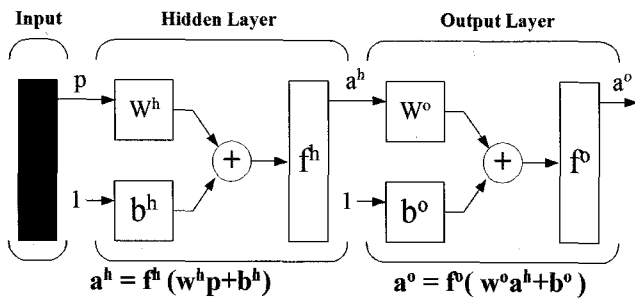 Input Hidden Layer Output Layer
p W^h a^h W^o a^o
+ f^h + f^o
1 b^h 1 b^o
a^h = f^h (w^h p+b^h) a^o = f^o( w^o a^h+b^o )